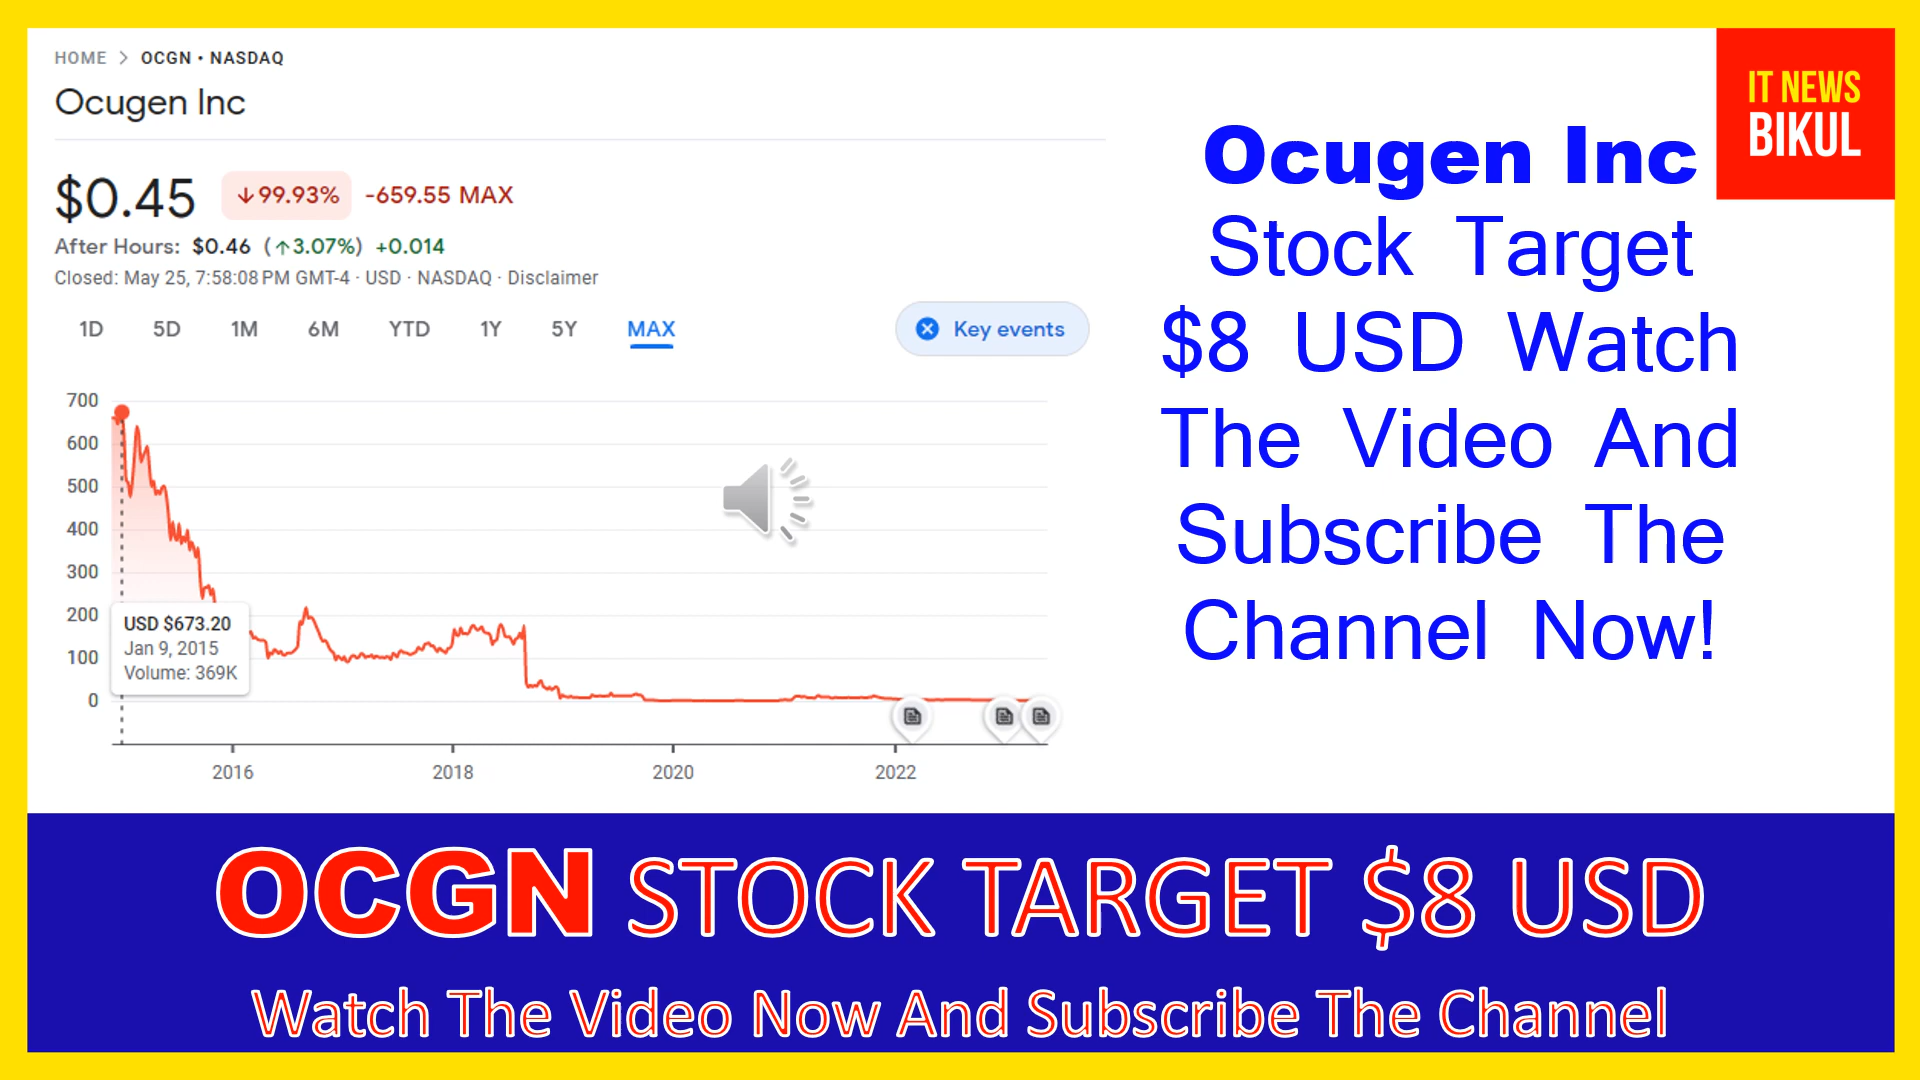 HOME > OCGN • NASDAQ
Ocugen Inc
$0.45 ↓99.93% -659.55 MAX
After Hours: $0.46 (↑3.07%) +0.014
Closed: May 25, 7:58:08 PM GMT-4 · USD · NASDAQ · Disclaimer
1D 5D 1M 6M YTD 1Y 5Y MAX
Key events
700
600
500
400
300
200
100
0
USD $673.20
Jan 9, 2015
Volume: 369K
2016 2018 2020 2022
IT NEWS
BIKUL
Ocugen Inc
Stock Target
$8 USD Watch
The Video And
Subscribe The
Channel Now!
OCGN STOCK TARGET $8 USD
Watch The Video Now And Subscribe The Channel